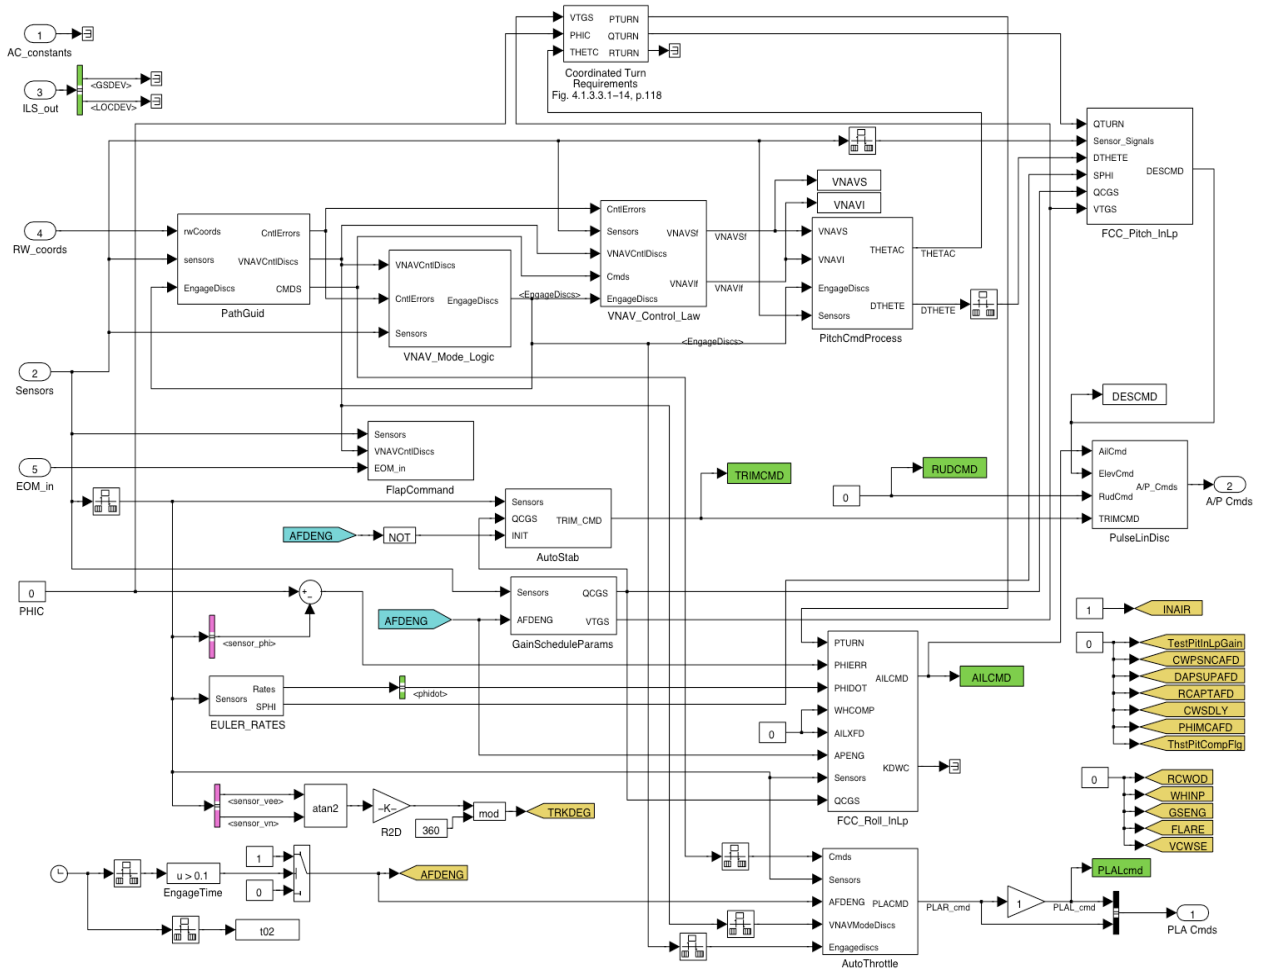 1
AC_constants
3
ILS_out
<GSDEV>
<LOCDEV>
VTGS
PHIC
THETC
PTURN
QTURN
RTURN
Coordinated Turn
Requirements
Fig. 4.1.3.3.1–14, p.118
QTURN
Sensor_Signals
DTHETE
SPHI
QCGS
VTGS
DESCMD
FCC_Pitch_InLp
4
RW_coords
rwCoords
sensors
EngageDiscs
CntlErrors
VNAVCntlDiscs
CMDS
PathGuid
VNAVCntlDiscs
CntlErrors
Sensors
EngageDiscs
VNAV_Mode_Logic
<EngageDiscs>
CntlErrors
Sensors
VNAVCntlDiscs
Cmds
EngageDiscs
VNAVSf
VNAVIf
VNAV_Control_Law
VNAVSf
VNAVIf
VNAVS
VNAVI
<EngageDiscs>
VNAVS
VNAVI
EngageDiscs
Sensors
THETAC
DTHETE
PitchCmdProcess
THETAC
DTHETE
2
Sensors
5
EOM_in
Sensors
VNAVCntlDiscs
EOM_in
FlapCommand
DESCMD
AilCmd
ElevCmd
RudCmd
TRIMCMD
A/P_Cmds
PulseLinDisc
2
A/P Cmds
TRIMCMD
0
RUDCMD
AFDENG
NOT
Sensors
QCGS
INIT
TRIM_CMD
AutoStab
0
PHIC
+
−
<sensor_phi>
AFDENG
Sensors
AFDENG
QCGS
VTGS
GainScheduleParams
Sensors
Rates
SPHI
EULER_RATES
<phidot>
0
PTURN
PHIERR
PHIDOT
WHCOMP
AILXFD
APENG
Sensors
QCGS
AILCMD
KDWC
FCC_Roll_InLp
AILCMD
1
INAIR
0
TestPitInLpGain
CWPSNCAFD
DAPSUPAFD
RCAPTAFD
CWSDLY
PHIMCAFD
ThstPitCompFlg
0
RCWOD
WHINP
GSENG
FLARE
VCWSE
<sensor_vee>
<sensor_vn>
atan2
–K–
R2D
360
mod
TRKDEG
u > 0.1
EngageTime
1
0
AFDENG
t02
Cmds
Sensors
AFDENG
VNAVModeDiscs
Engagediscs
PLACMD
AutoThrottle
PLAR_cmd
1
PLAL_cmd
PLALcmd
1
PLA Cmds